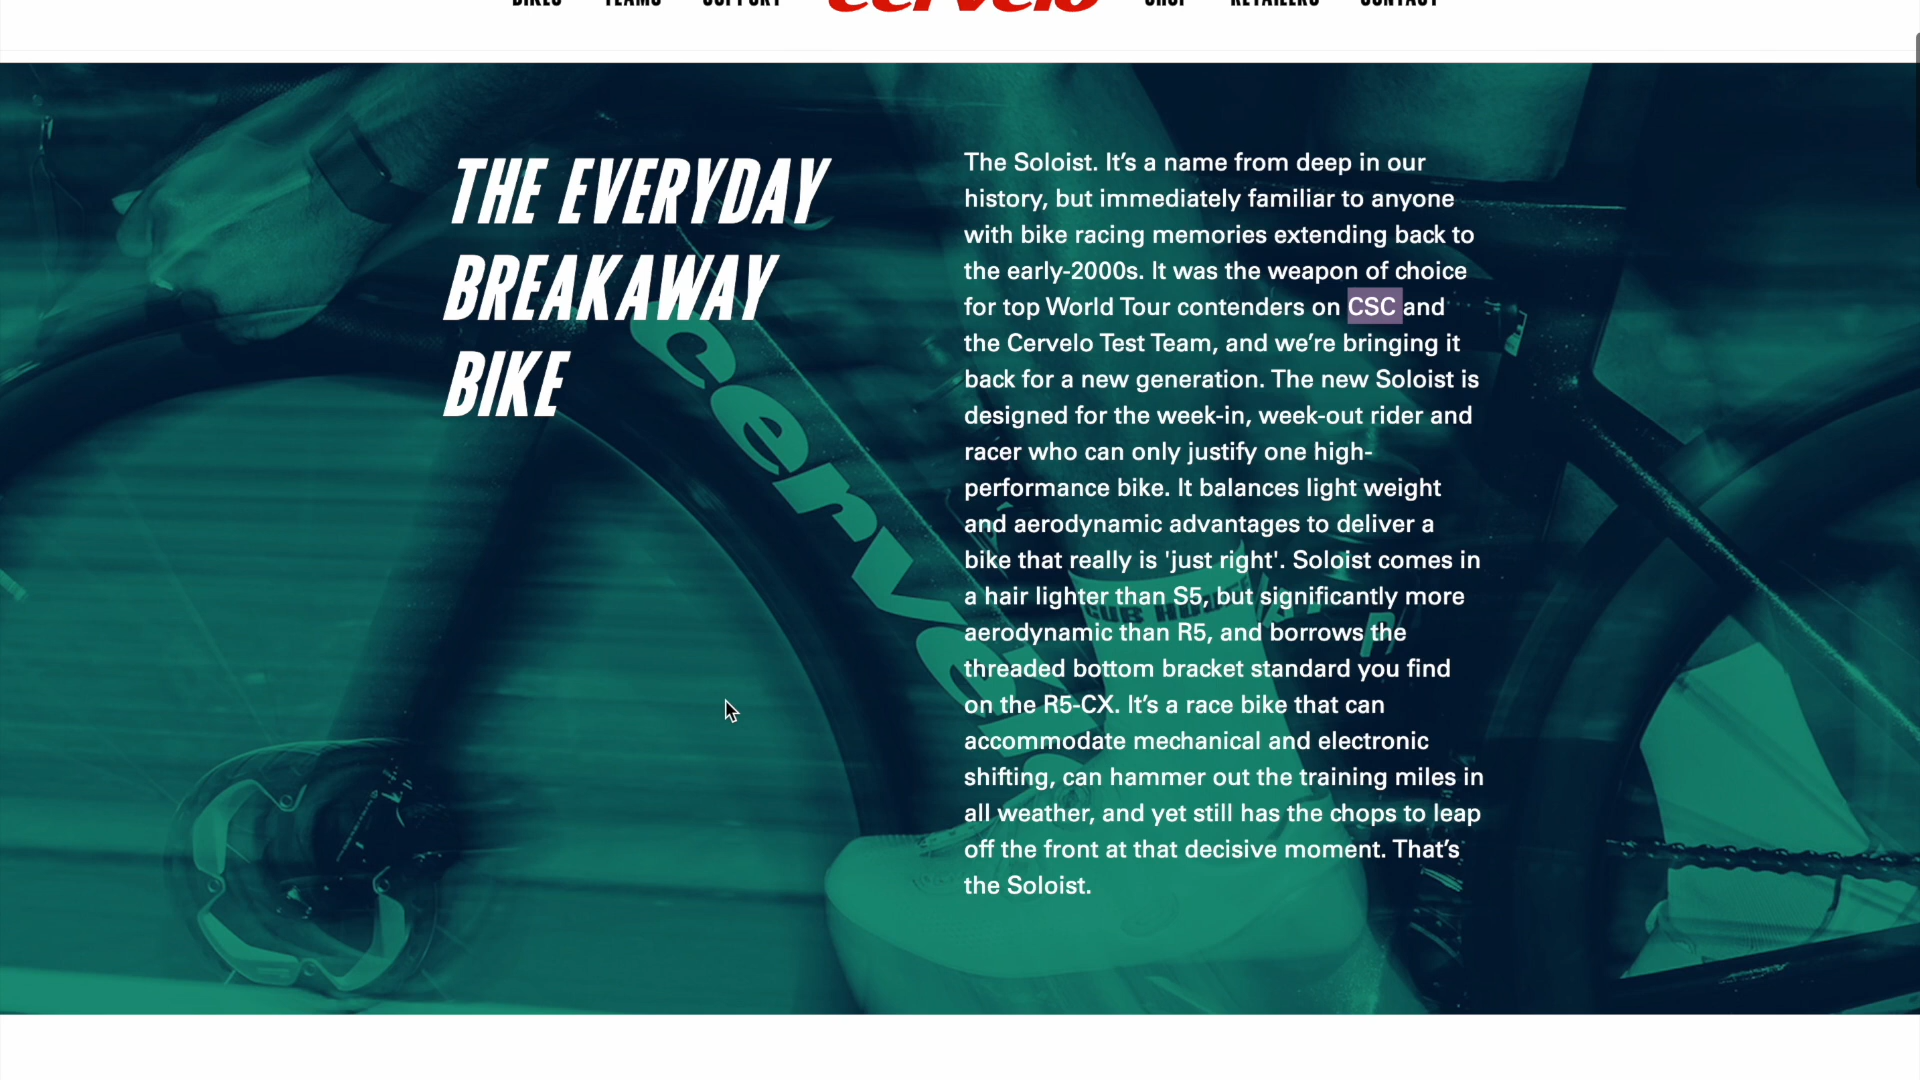 BIKES TEAMS SUPPORT cervélo SHOP RETAILERS CONTACT
THE EVERYDAY
BREAKAWAY
BIKE
The Soloist. It’s a name from deep in our
history, but immediately familiar to anyone
with bike racing memories extending back to
the early-2000s. It was the weapon of choice
for top World Tour contenders on CSC and
the Cervelo Test Team, and we’re bringing it
back for a new generation. The new Soloist is
designed for the week-in, week-out rider and
racer who can only justify one high-
performance bike. It balances light weight
and aerodynamic advantages to deliver a
bike that really is 'just right'. Soloist comes in
a hair lighter than S5, but significantly more
aerodynamic than R5, and borrows the
threaded bottom bracket standard you find
on the R5-CX. It’s a race bike that can
accommodate mechanical and electronic
shifting, can hammer out the training miles in
all weather, and yet still has the chops to leap
off the front at that decisive moment. That’s
the Soloist.
cervélo